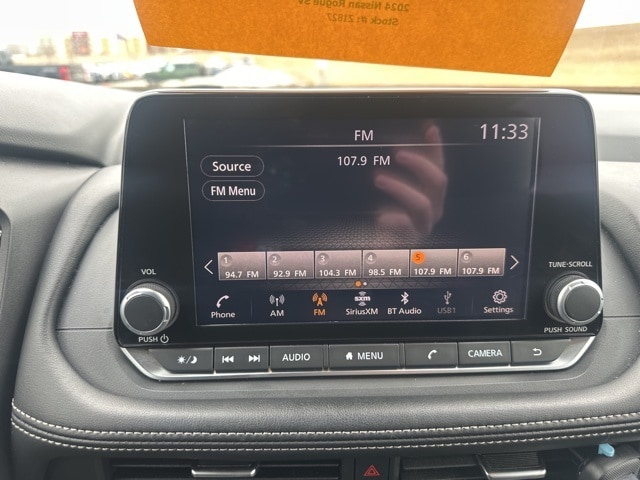 2024 Nissan Rogue SV
Stock #: 21827
FM
11:33
Source
107.9 FM
FM Menu
1 2 3 4 5 6
94.7 FM 92.9 FM 104.3 FM 98.5 FM 107.9 FM 107.9 FM
Phone AM FM SXM SiriusXM BT Audio USB1 Settings
VOL
PUSH
TUNE·SCROLL
PUSH SOUND
AUDIO MENU CAMERA